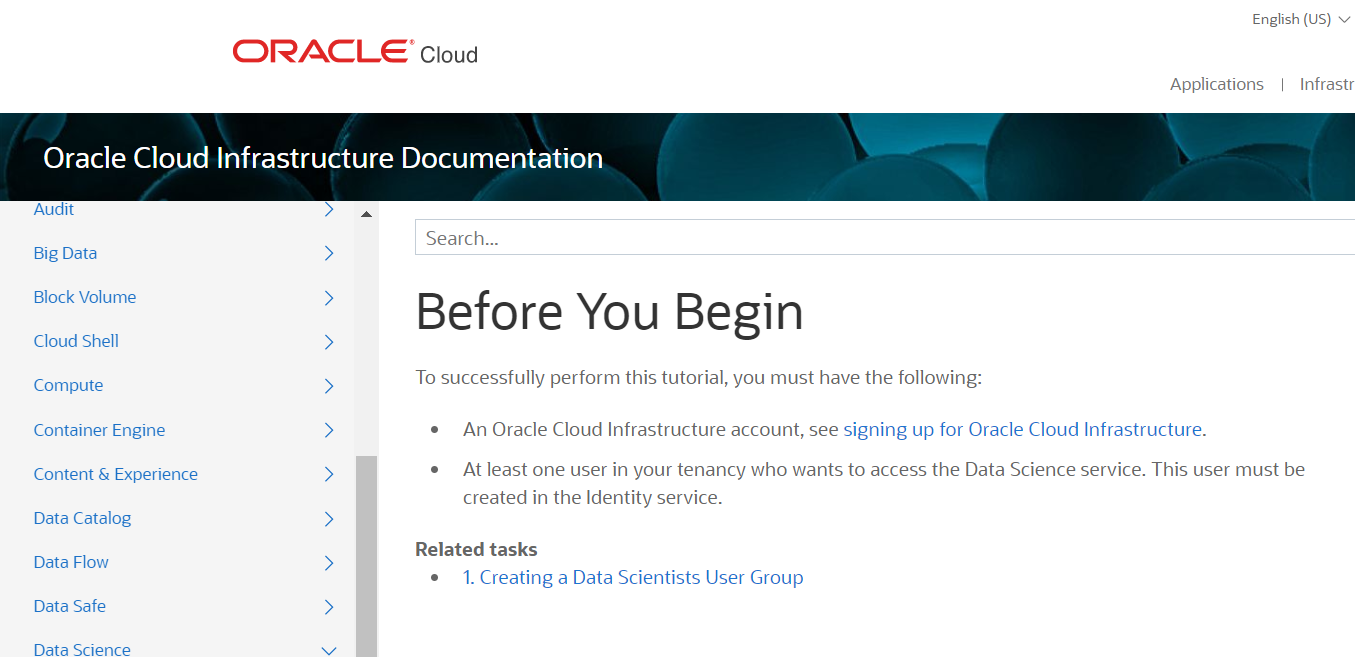 English (US)
ORACLE® Cloud
Applications | Infrastr
Oracle Cloud Infrastructure Documentation
Audit
Big Data
Block Volume
Cloud Shell
Compute
Container Engine
Content & Experience
Data Catalog
Data Flow
Data Safe
Data Science
Search...
Before You Begin
To successfully perform this tutorial, you must have the following:
• An Oracle Cloud Infrastructure account, see signing up for Oracle Cloud Infrastructure.
• At least one user in your tenancy who wants to access the Data Science service. This user must be
created in the Identity service.
Related tasks
• 1. Creating a Data Scientists User Group